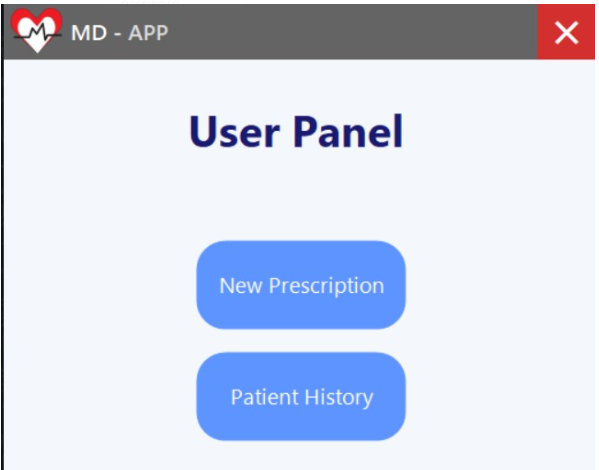 MD - APP
User Panel
New Prescription
Patient History